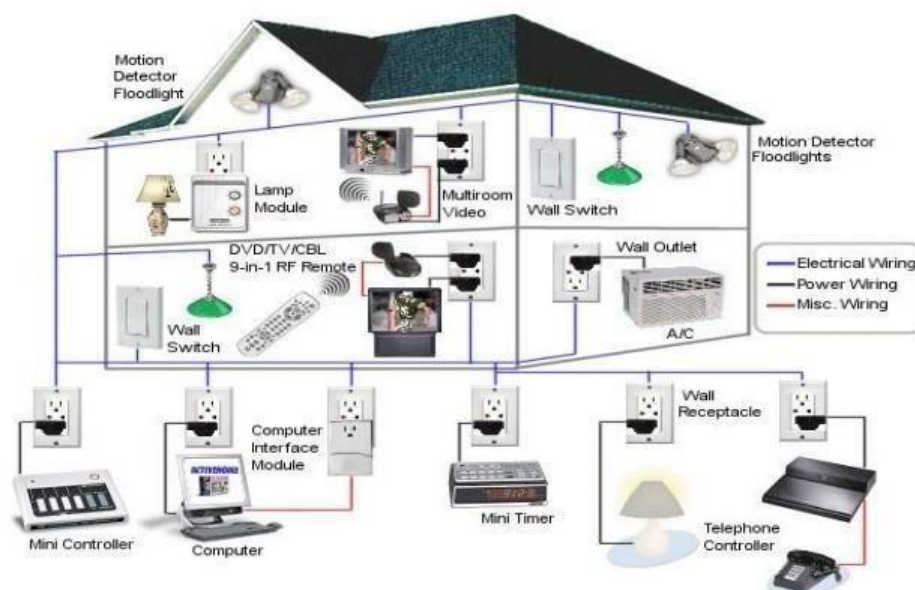 Motion
Detector
Floodlight
Lamp
Module
Multiroom
Video
Wall Switch
Motion Detector
Floodlights
DVD/TV/CBL
9-in-1 RF Remote
Wall Outlet
Electrical Wiring
Power Wiring
Misc. Wiring
Wall
Switch
A/C
Computer
Interface
Module
Wall
Receptacle
ACTIVEHOME
Mini Controller
Computer
Mini Timer
Telephone
Controller